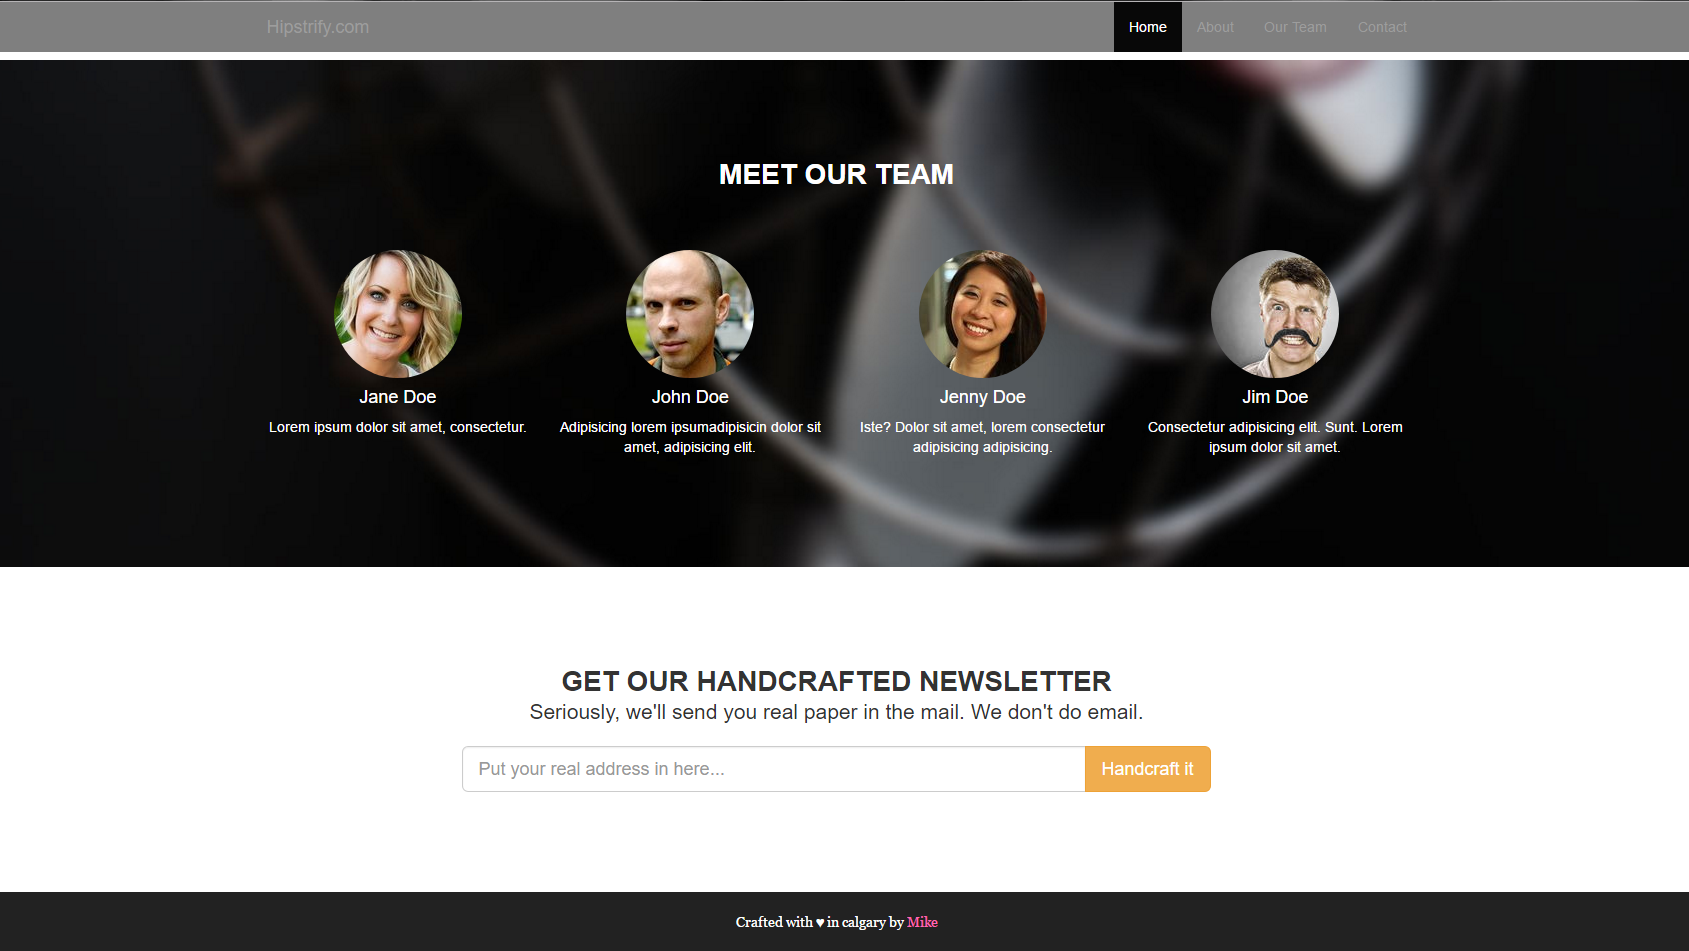 Hipstrify.com Home About Our Team Contact
MEET OUR TEAM
Jane Doe
Lorem ipsum dolor sit amet, consectetur.
John Doe
Adipisicing lorem ipsumadipisicin dolor sit
amet, adipisicing elit.
Jenny Doe
Iste? Dolor sit amet, lorem consectetur
adipisicing adipisicing.
Jim Doe
Consectetur adipisicing elit. Sunt. Lorem
ipsum dolor sit amet.
GET OUR HANDCRAFTED NEWSLETTER
Seriously, we'll send you real paper in the mail. We don't do email.
Put your real address in here... Handcraft it
Crafted with ♥ in calgary by Mike